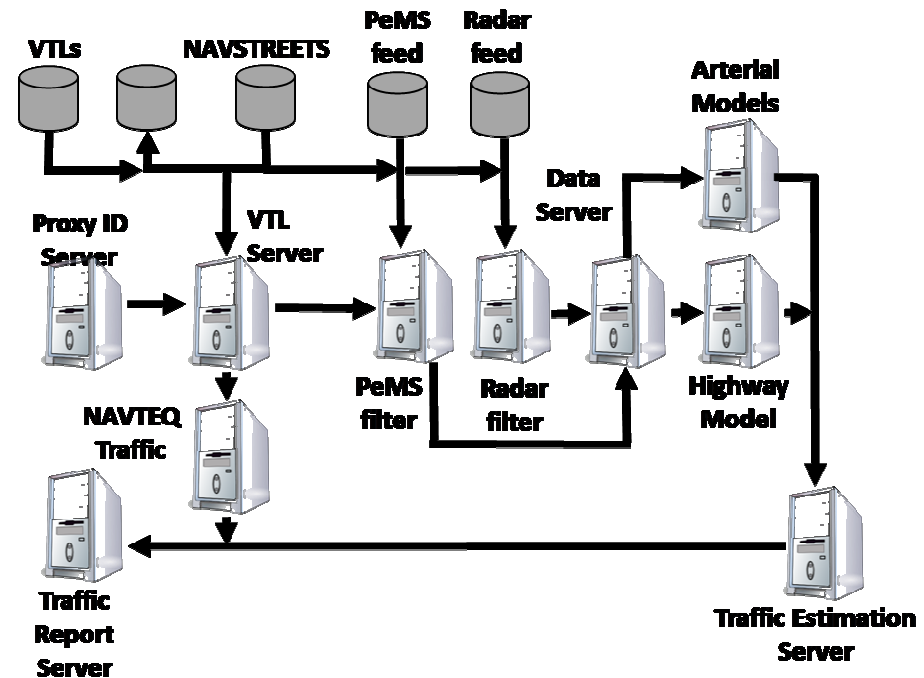 VTLs
NAVSTREETS
PeMS
feed
Radar
feed
Arterial
Models
Proxy ID
Server
VTL
Server
Data
Server
PeMS
filter
Radar
filter
Highway
Model
NAVTEQ
Traffic
Traffic
Report
Server
Traffic Estimation
Server